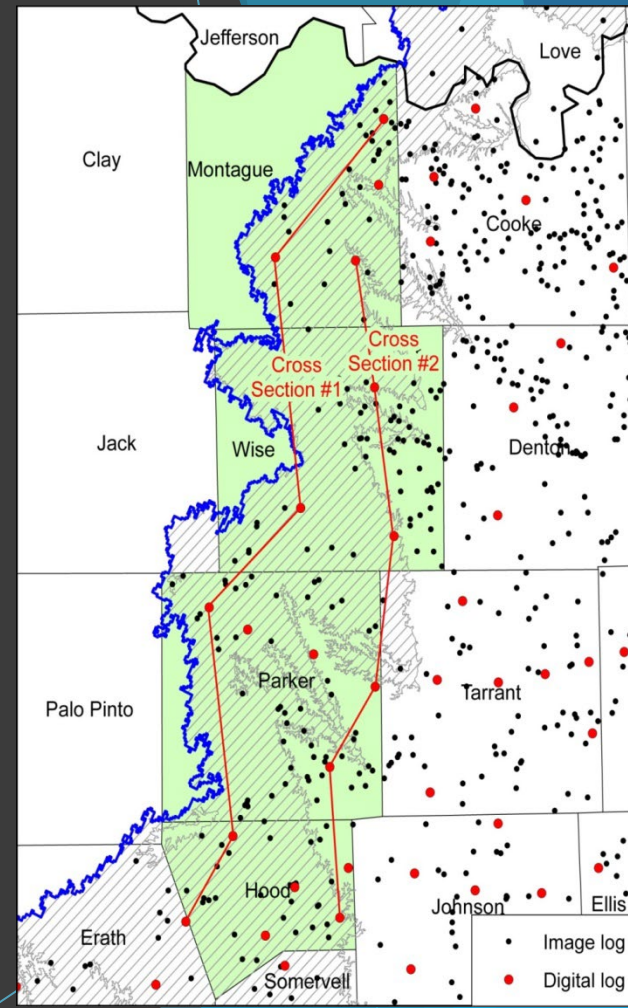 Jefferson
Love
Clay
Montague
Cooke
Cross
Section #1
Cross
Section #2
Jack
Wise
Denton
Parker
Palo Pinto
Tarrant
Hood
Johnson
Ellis
Erath
Somervell
Image log
Digital log